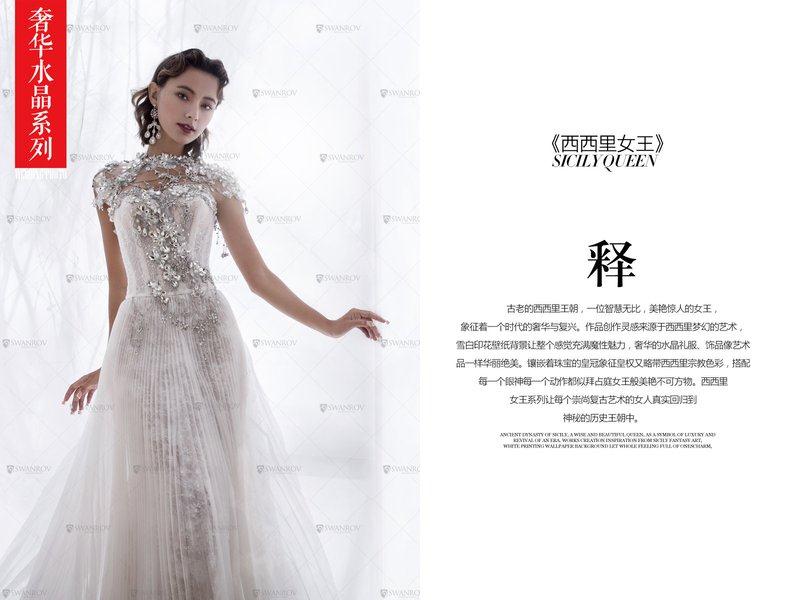 奢华水晶系列
SWANROV
《西西里女王》
SICILY QUEEN
释
古老的西西里王朝，一位智慧无比，美艳惊人的女王，
象征着一个时代的奢华与复兴。作品创作灵感来源于西西里梦幻的艺术，
雪白印花壁纸背景让整个感觉充满魔性魅力，奢华的水晶礼服、饰品像艺术
品一样华丽绝美。镶嵌着珠宝的皇冠象征皇权又略带西西里宗教色彩，搭配
每一个眼神每一个动作都似拜占庭女王般美艳不可方物。西西里
女王系列让每个崇尚复古艺术的女人真实回归到
神秘的历史王朝中。
ANCIENT DYNASTY OF SICILY, A WISE AND BEAUTIFUL QUEEN, AS A SYMBOL OF LUXURY AND
REVIVAL OF AN ERA. WORKS CREATION INSPIRATION FROM SICILY FANTASY ART,
WHITE PRINTING WALLPAPER BACKGROUND LET WHOLE FEELING FULL OF ONESCHARM,